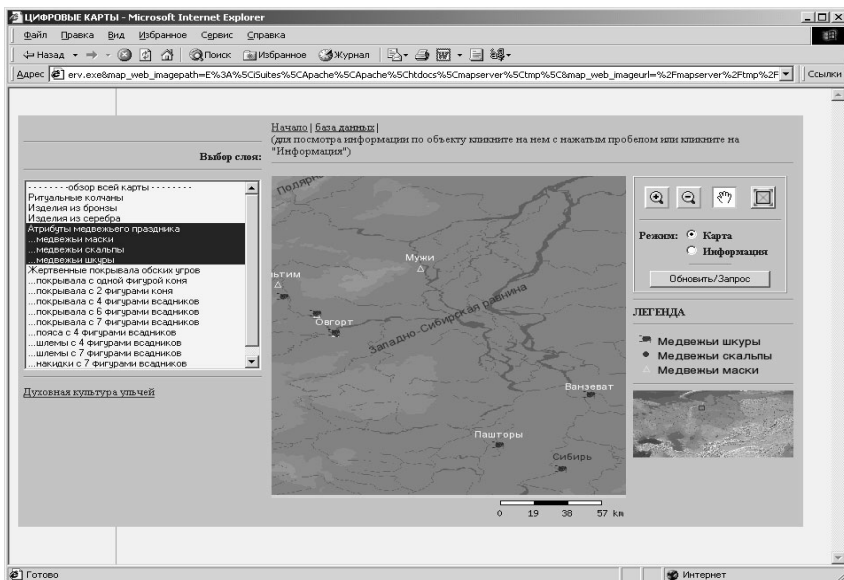 ЦИФРОВЫЕ КАРТЫ - Microsoft Internet Explorer
Файл Правка Вид Избранное Сервис Справка
Назад Поиск Избранное Журнал
Адрес erv.exe&map_web_imagepath=E%3A%5CiSuites%5CApache%5CApache%5Chtdocs%5Cmapserver%5Ctmp%5C&map_web_imageurl=%2Fmapserver%2Ftmp%2F Ссылки
Начало | база данных |
(для посмотра информации по объекту кликните на нем с нажатым пробелом или кликните на
"Информация")
Выбор слоя:
- - - - - - - -обзор всей карты - - - - - - - -
Ритуальные колчаны
Изделия из бронзы
Изделия из серебра
Атрибуты медвежьего праздника
...медвежьи маски
...медвежьи скальпы
...медвежьи шкуры
Жертвенные покрывала обских угров
...покрывала с одной фигурой коня
...покрывала с 2 фигурами коня
...покрывала с 4 фигурами всадников
...покрывала с 6 фигурами всадников
...покрывала с 7 фигурами всадников
...пояса с 4 фигурами всадников
...шлемы с 4 фигурами всадников
...шлемы с 7 фигурами всадников
...накидки с 7 фигурами всадников
Духовная культура ульчей
Полярн
Мужи
ьтим
Овгорт
Западно-Сибирская равнина
Ванзеват
Пашторы
Сибирь
0 19 38 57 km
Режим: Карта
Информация
Обновить/Запрос
ЛЕГЕНДА
Медвежьи шкуры
Медвежьи скальпы
Медвежьи маски
Готово
Интернет